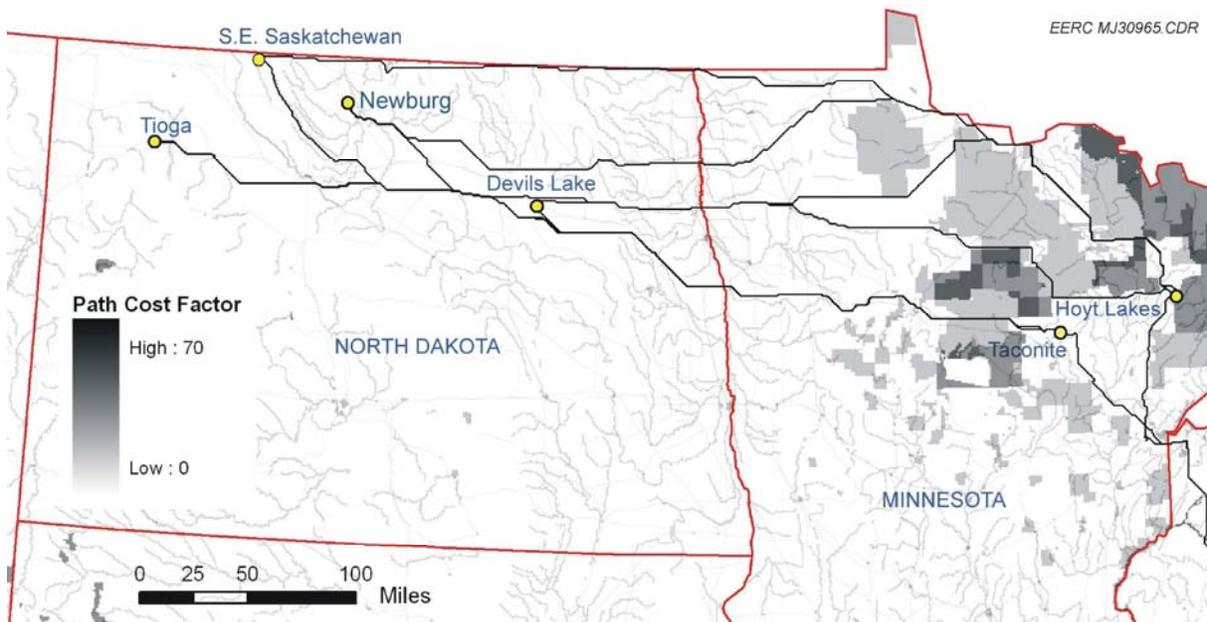 EERC MJ30965.CDR
S.E. Saskatchewan
Newburg
Tioga
Devils Lake
Path Cost Factor
High : 70
Low : 0
NORTH DAKOTA
Hoyt Lakes
Taconite
MINNESOTA
0 25 50 100
Miles